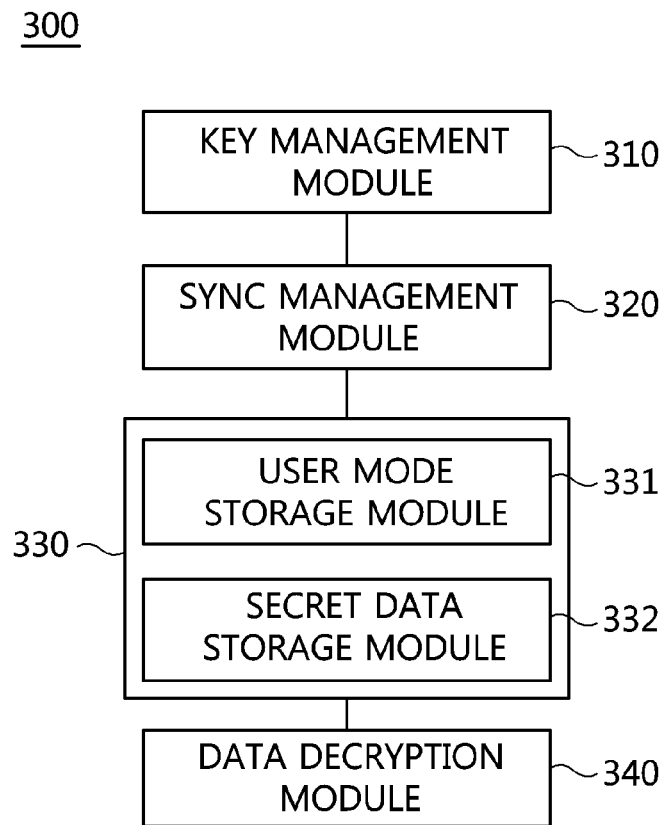 300
KEY MANAGEMENT
MODULE
310
SYNC MANAGEMENT
MODULE
320
330
USER MODE
STORAGE MODULE
331
SECRET DATA
STORAGE MODULE
332
DATA DECRYPTION
MODULE
340